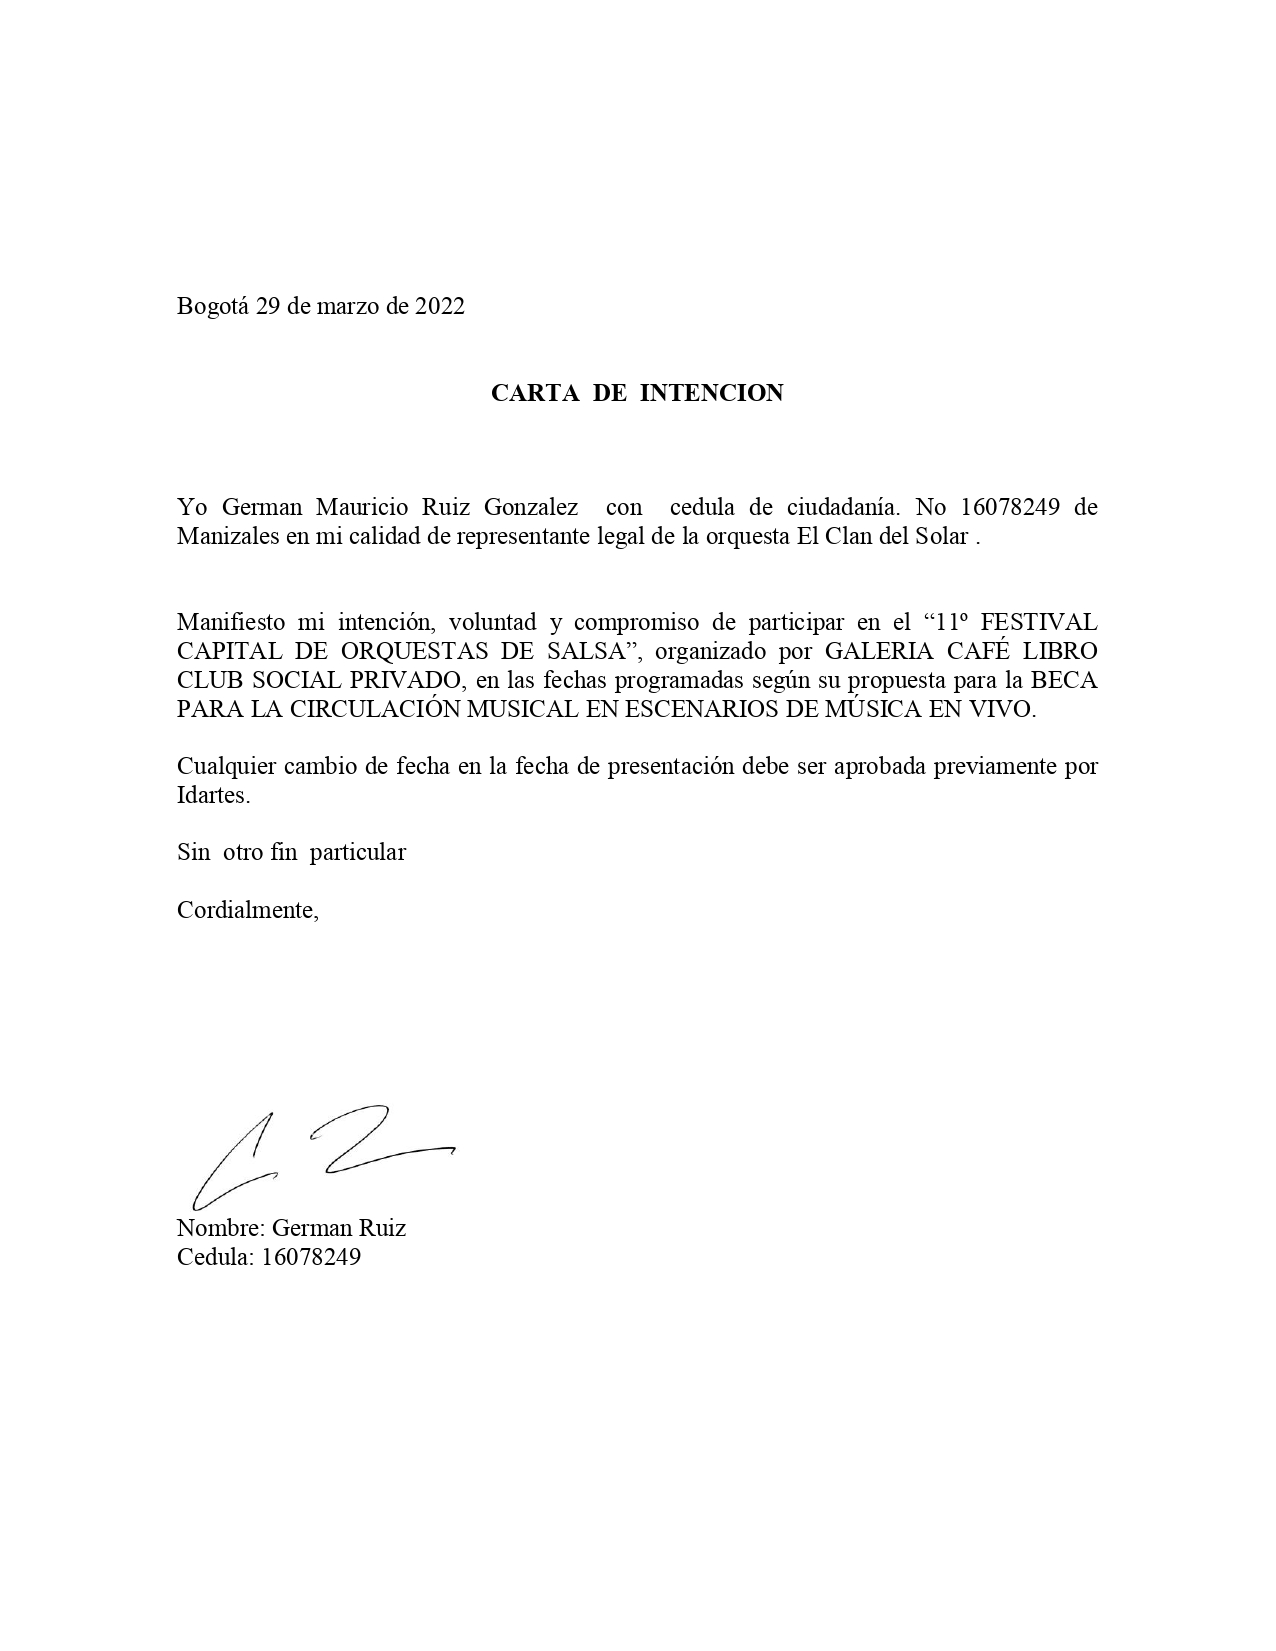 Bogotá 29 de marzo de 2022
CARTA DE INTENCION
Yo German Mauricio Ruiz Gonzalez con cedula de ciudadanía. No 16078249 de
Manizales en mi calidad de representante legal de la orquesta El Clan del Solar .
Manifiesto mi intención, voluntad y compromiso de participar en el “11º FESTIVAL
CAPITAL DE ORQUESTAS DE SALSA”, organizado por GALERIA CAFÉ LIBRO
CLUB SOCIAL PRIVADO, en las fechas programadas según su propuesta para la BECA
PARA LA CIRCULACIÓN MUSICAL EN ESCENARIOS DE MÚSICA EN VIVO.
Cualquier cambio de fecha en la fecha de presentación debe ser aprobada previamente por
Idartes.
Sin otro fin particular
Cordialmente,
Nombre: German Ruiz
Cedula: 16078249